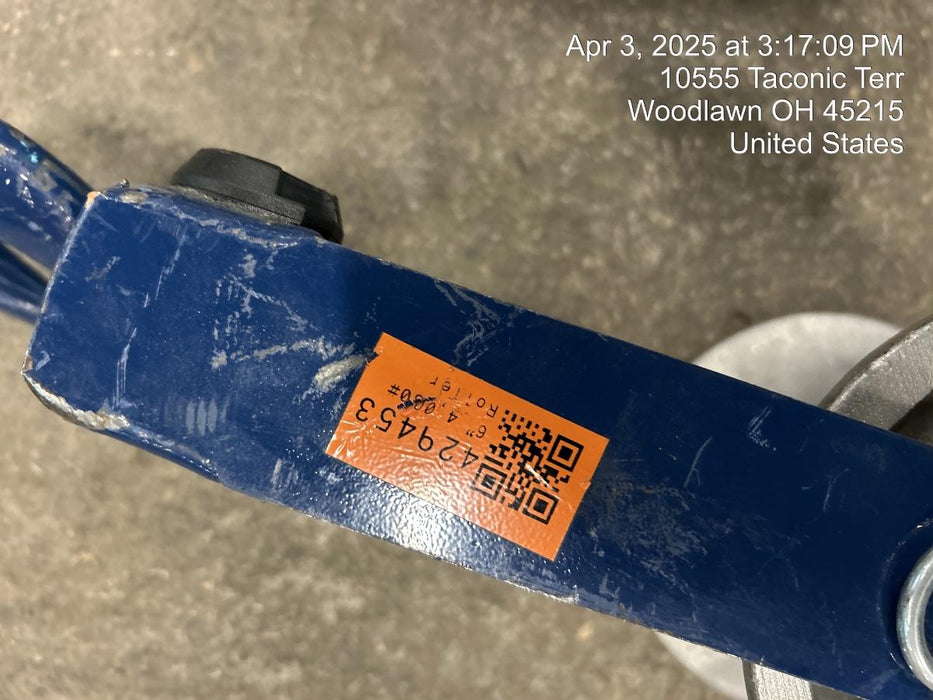 Apr 3, 2025 at 3:17:09 PM
10555 Taconic Terr
Woodlawn OH 45215
United States
429453
6" 4,000#
Roller